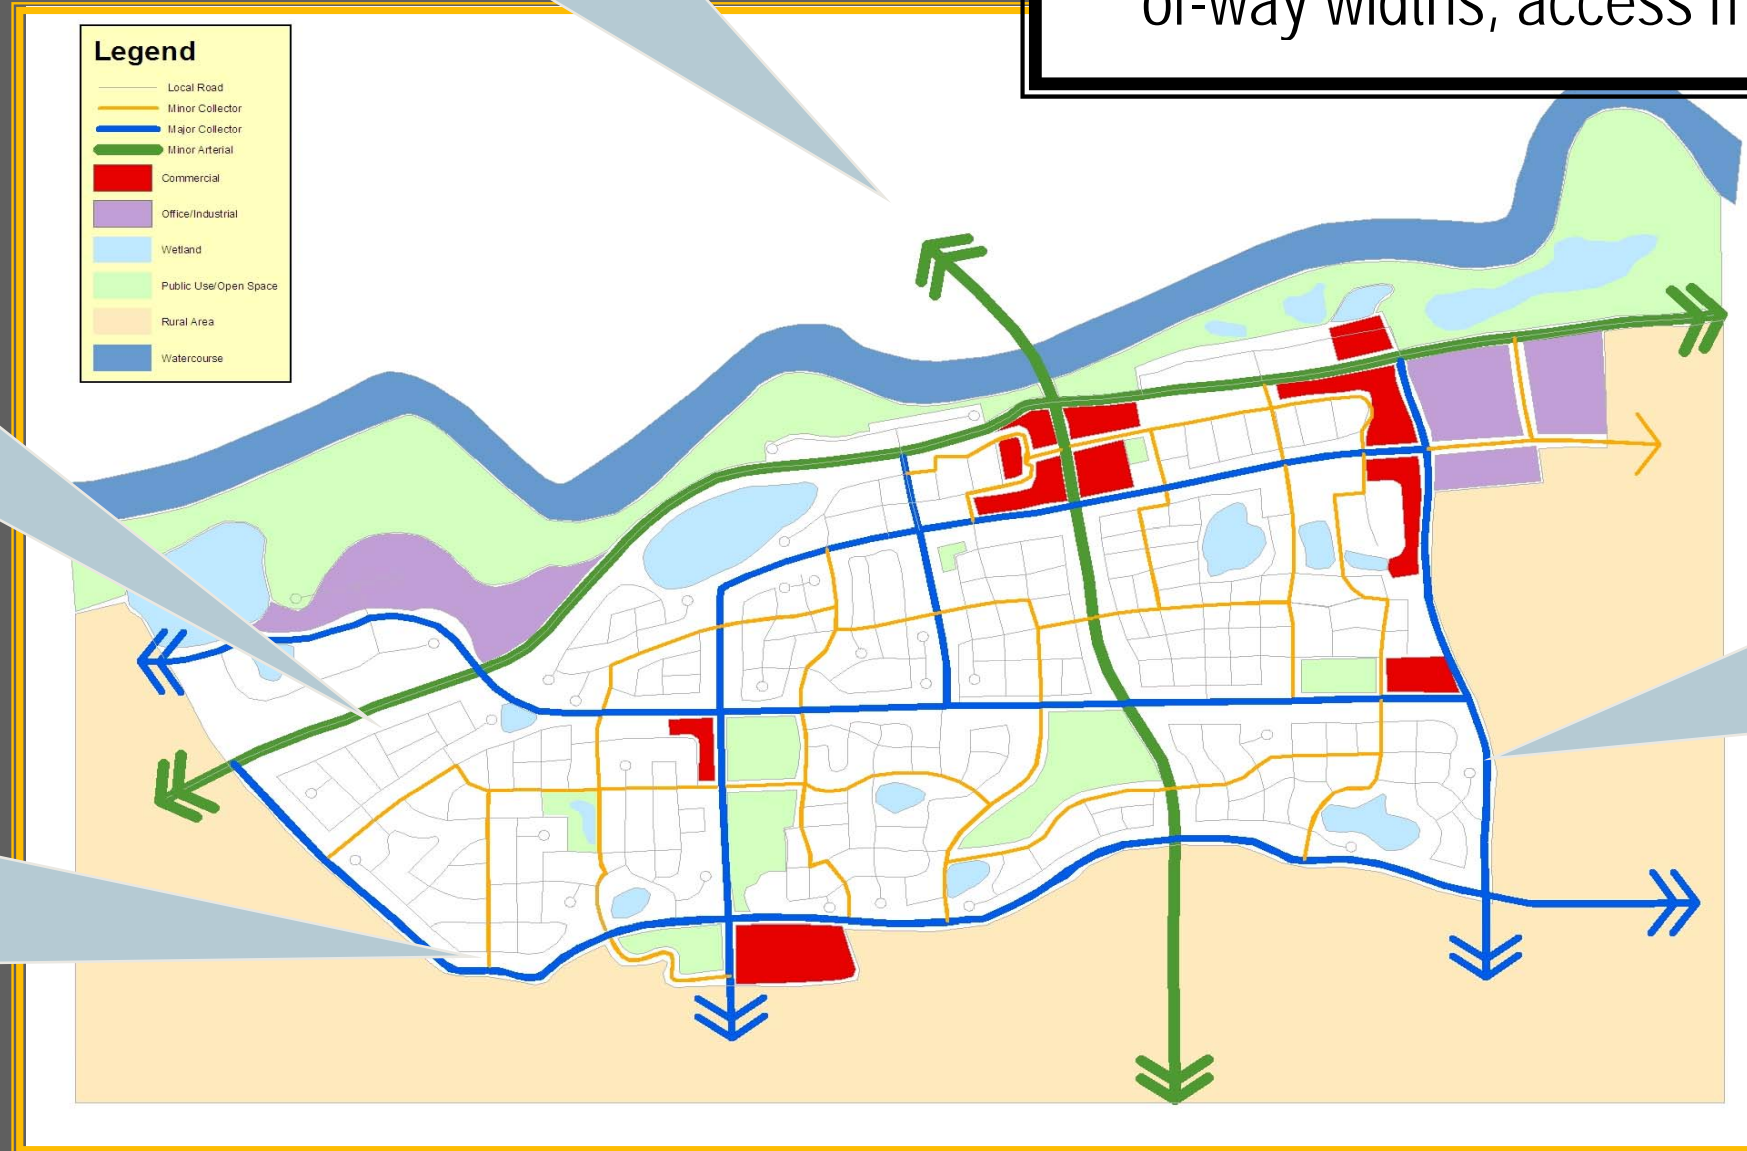 of-way widths, access
Legend
Local Road
Minor Collector
Major Collector
Minor Arterial
Commercial
Office/Industrial
Wetland
Public Use/Open Space
Rural Area
Watercourse